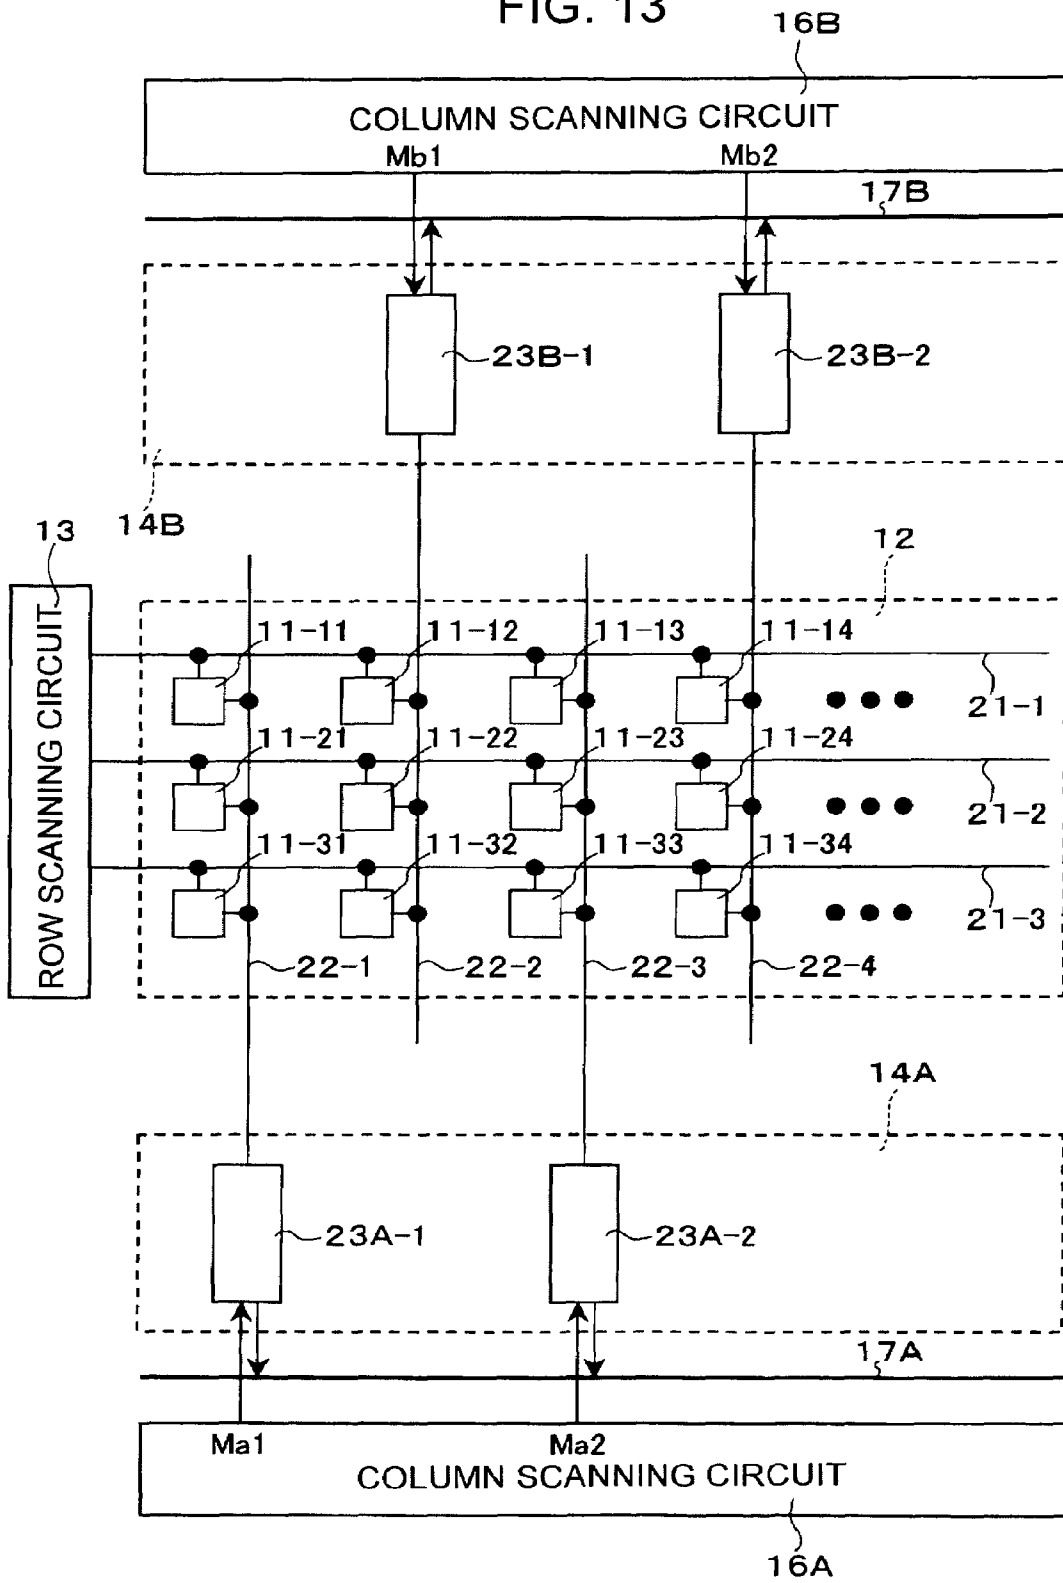 FIG. 13
16B
COLUMN SCANNING CIRCUIT
Mb1 Mb2
17B
23B-1 23B-2
14B
13
12
ROW SCANNING CIRCUIT
11-11 11-12 11-13 11-14
21-1
11-21 11-22 11-23 11-24
21-2
11-31 11-32 11-33 11-34
21-3
22-1 22-2 22-3 22-4
14A
23A-1 23A-2
17A
Ma1 Ma2
COLUMN SCANNING CIRCUIT
16A